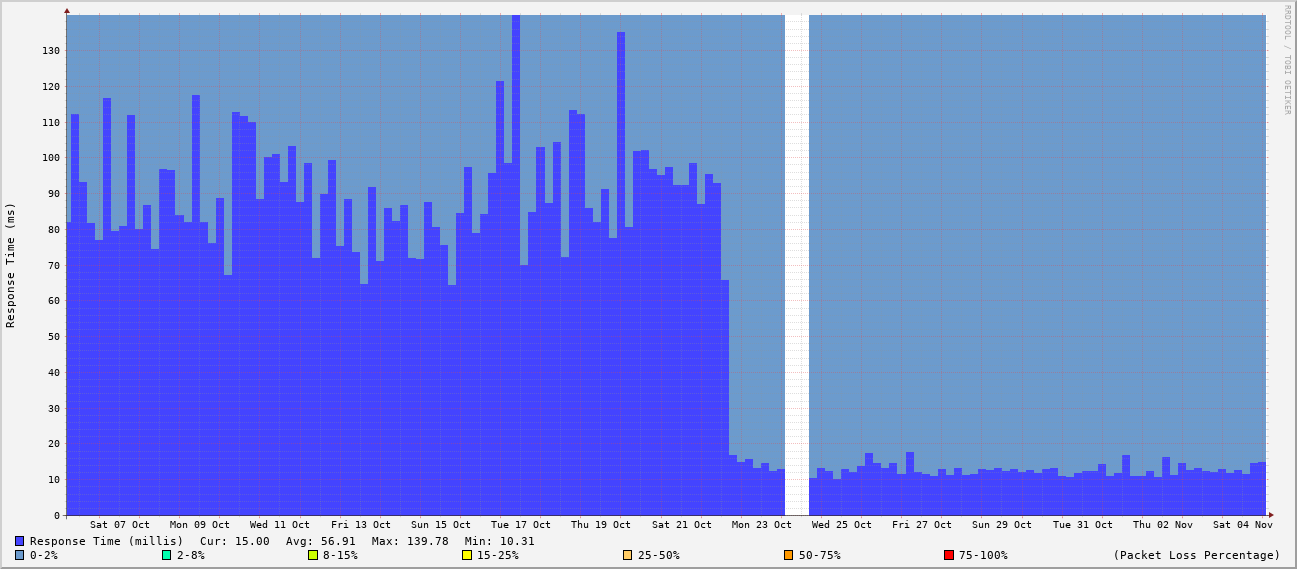 RRDTOOL / TOBI OETIKER
Response Time (ms)
130
120
110
100
90
80
70
60
50
40
30
20
10
0
Sat 07 Oct Mon 09 Oct Wed 11 Oct Fri 13 Oct Sun 15 Oct Tue 17 Oct Thu 19 Oct Sat 21 Oct Mon 23 Oct Wed 25 Oct Fri 27 Oct Sun 29 Oct Tue 31 Oct Thu 02 Nov Sat 04 Nov
Response Time (millis) Cur: 15.00 Avg: 56.91 Max: 139.78 Min: 10.31
0-2% 2-8% 8-15% 15-25% 25-50% 50-75% 75-100% (Packet Loss Percentage)